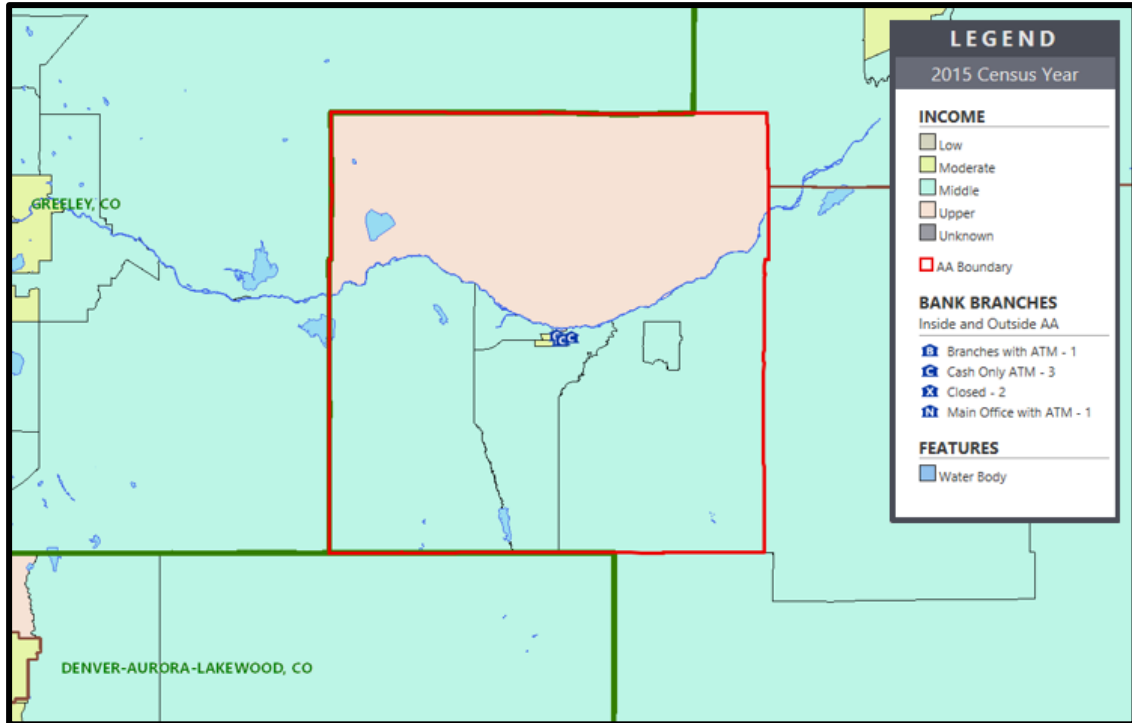 LEGEND
2015 Census Year
INCOME
Low
Moderate
Middle
Upper
Unknown
AA Boundary
BANK BRANCHES
Inside and Outside AA
B Branches with ATM - 1
C Cash Only ATM - 3
X Closed - 2
N Main Office with ATM - 1
FEATURES
Water Body
GREELEY, CO
C C C
DENVER-AURORA-LAKEWOOD, CO